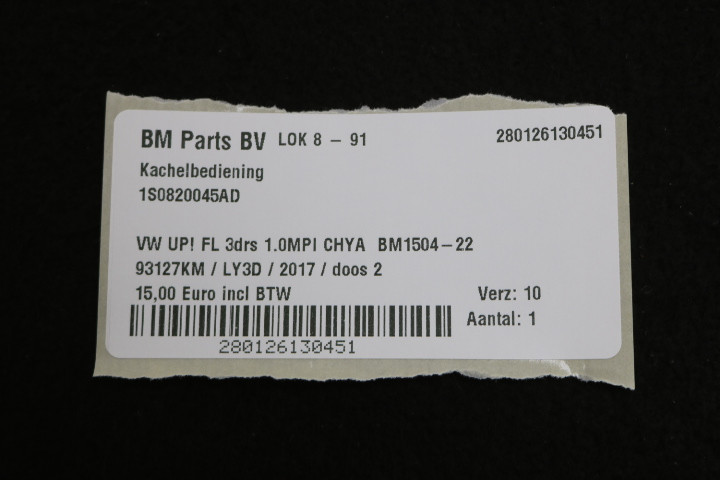 BM Parts BV LOK 8 - 91 280126130451
Kachelbediening
1S0820045AD
VW UP! FL 3drs 1.0MPI CHYA BM1504-22
93127KM / LY3D / 2017 / doos 2
15,00 Euro incl BTW Verz: 10
Aantal: 1
280126130451